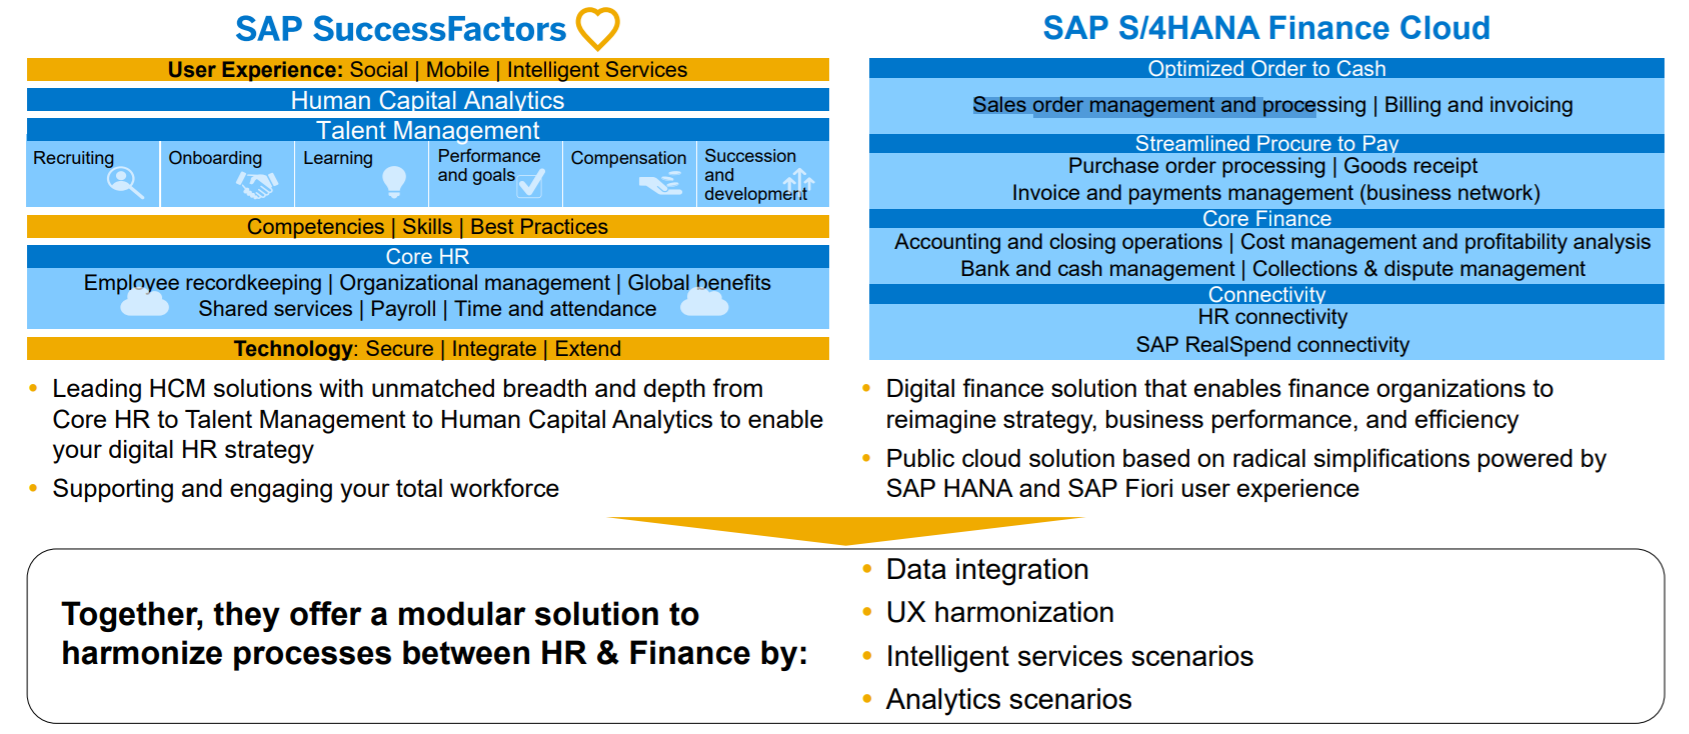 SAP SuccessFactors
User Experience: Social | Mobile | Intelligent Services
Human Capital Analytics
Talent Management
Recruiting
Onboarding
Learning
Performance
and goals
Compensation
Succession
and
development
Competencies | Skills | Best Practices
Core HR
Employee recordkeeping | Organizational management | Global benefits
Shared services | Payroll | Time and attendance
Technology: Secure | Integrate | Extend
• Leading HCM solutions with unmatched breadth and depth from
Core HR to Talent Management to Human Capital Analytics to enable
your digital HR strategy
• Supporting and engaging your total workforce
SAP S/4HANA Finance Cloud
Optimized Order to Cash
Sales order management and processing | Billing and invoicing
Streamlined Procure to Pay
Purchase order processing | Goods receipt
Invoice and payments management (business network)
Core Finance
Accounting and closing operations | Cost management and profitability analysis
Bank and cash management | Collections & dispute management
Connectivity
HR connectivity
SAP RealSpend connectivity
• Digital finance solution that enables finance organizations to
reimagine strategy, business performance, and efficiency
• Public cloud solution based on radical simplifications powered by
SAP HANA and SAP Fiori user experience
Together, they offer a modular solution to
harmonize processes between HR & Finance by:
• Data integration
• UX harmonization
• Intelligent services scenarios
• Analytics scenarios